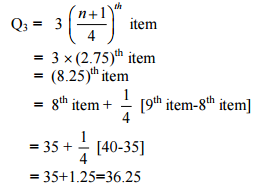 Q₃ = 3 ((n+1)/4)ᵗʰ item
= 3 × (2.75)ᵗʰ item
= (8.25)ᵗʰ item
= 8ᵗʰ item + 1/4 [9ᵗʰ item-8ᵗʰ item]
= 35 + 1/4 [40-35]
= 35+1.25=36.25